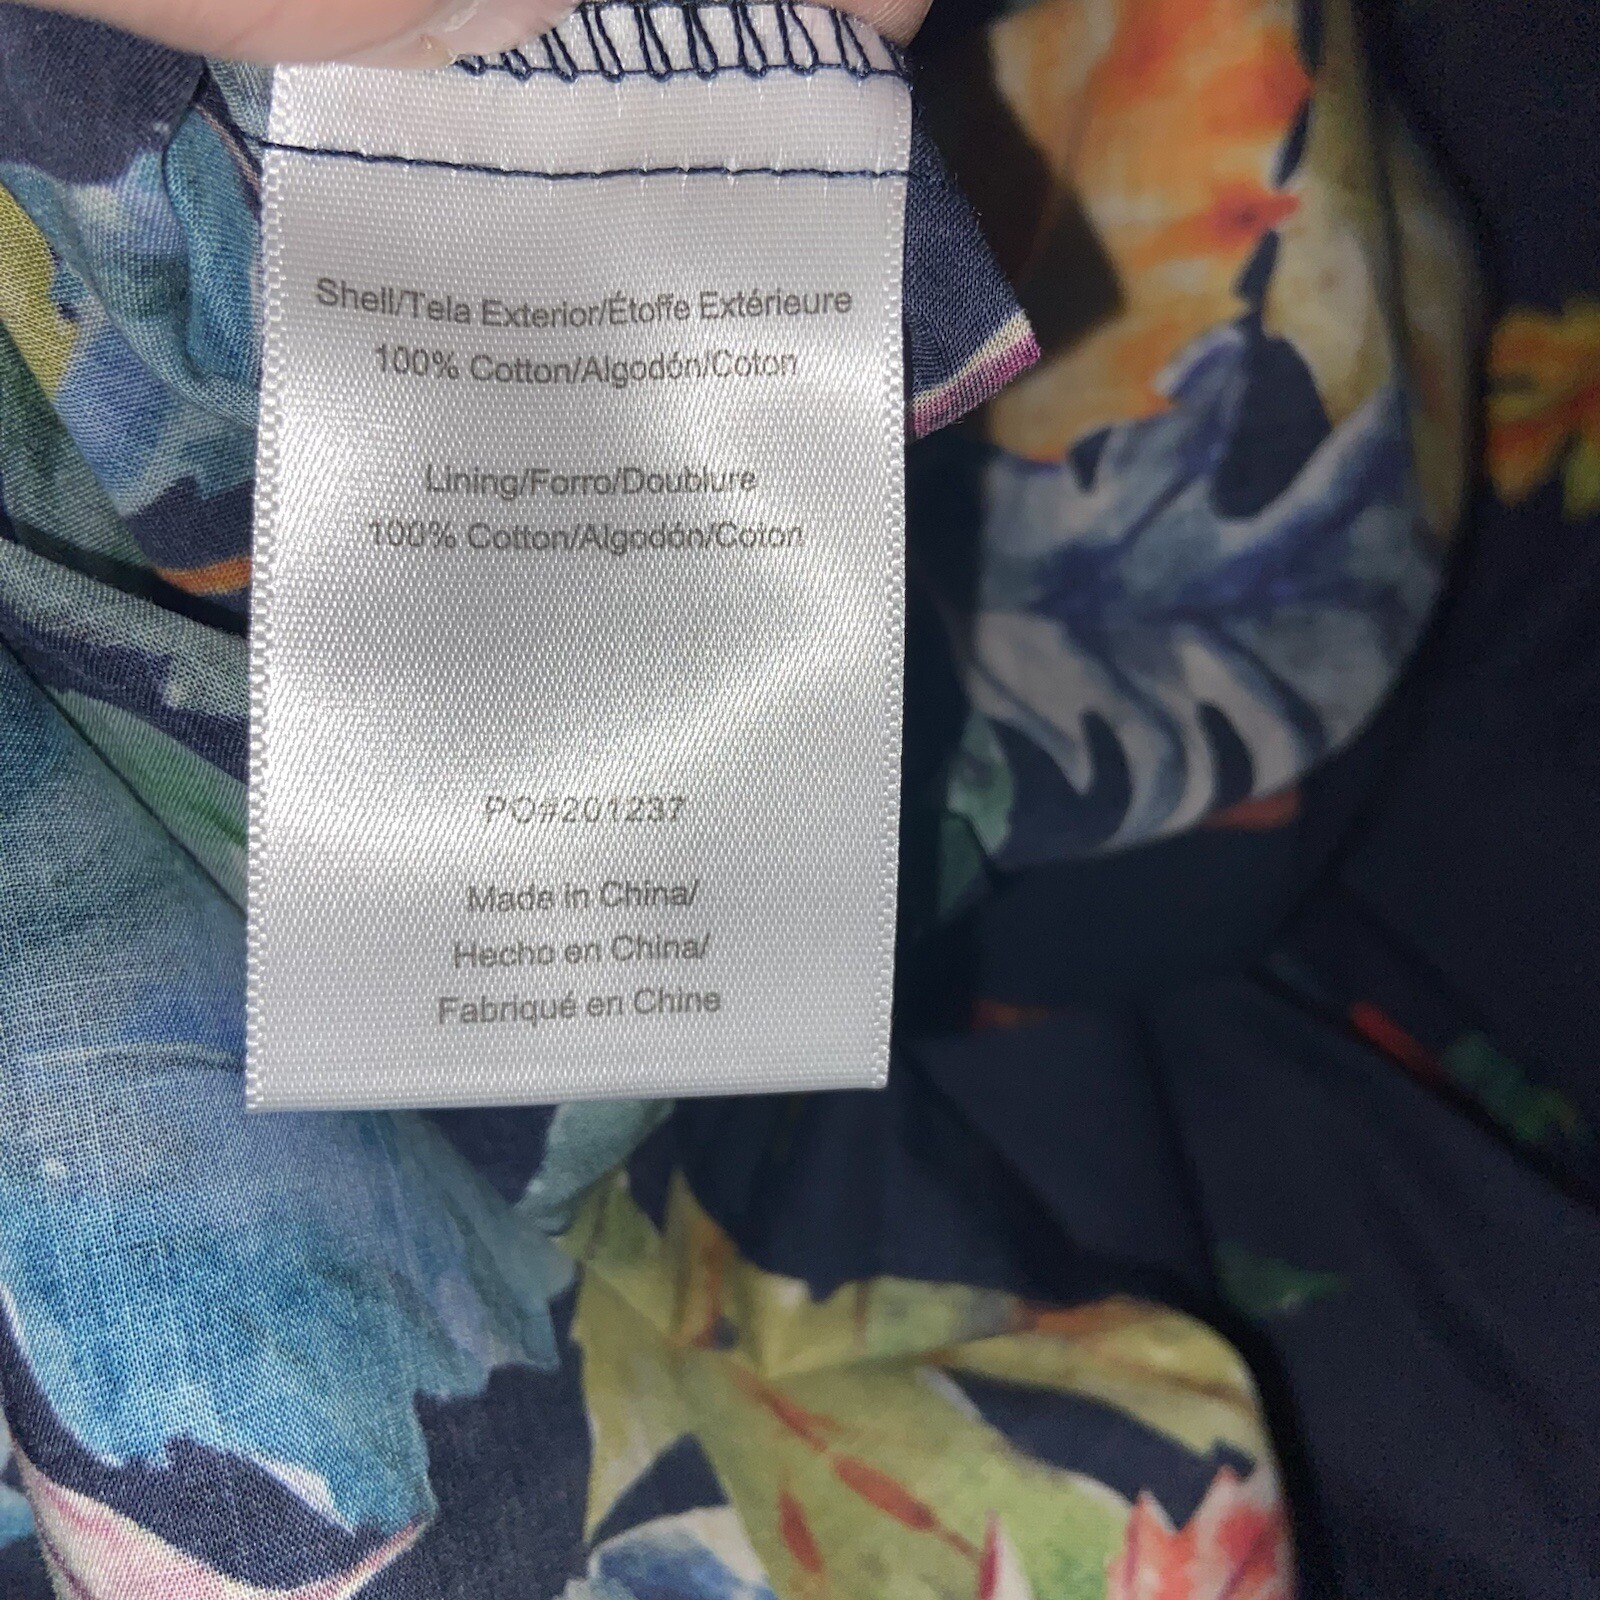 Shell/Tela Exterior/Étoffe Extérieure
100% Cotton/Algodón/Coton
Lining/Forro/Doublure
100% Cotton/Algodón/Coton
PO#201237
Made in China/
Hecho en China/
Fabriqué en Chine